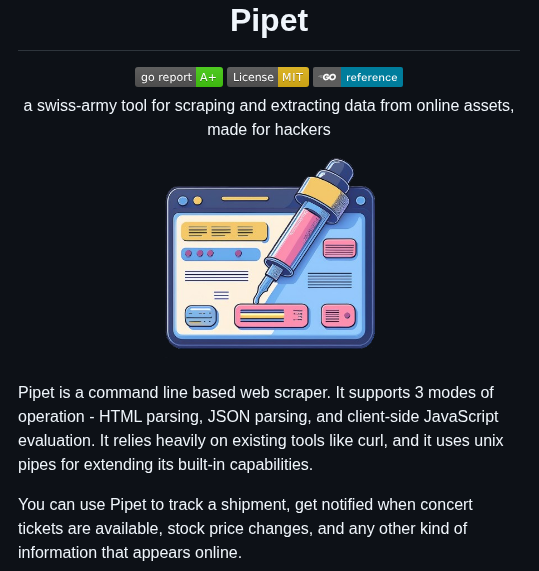 Pipet
go report A+ License MIT GO reference
a swiss-army tool for scraping and extracting data from online assets,
made for hackers
Pipet is a command line based web scraper. It supports 3 modes of
operation - HTML parsing, JSON parsing, and client-side JavaScript
evaluation. It relies heavily on existing tools like curl, and it uses unix
pipes for extending its built-in capabilities.
You can use Pipet to track a shipment, get notified when concert
tickets are available, stock price changes, and any other kind of
information that appears online.